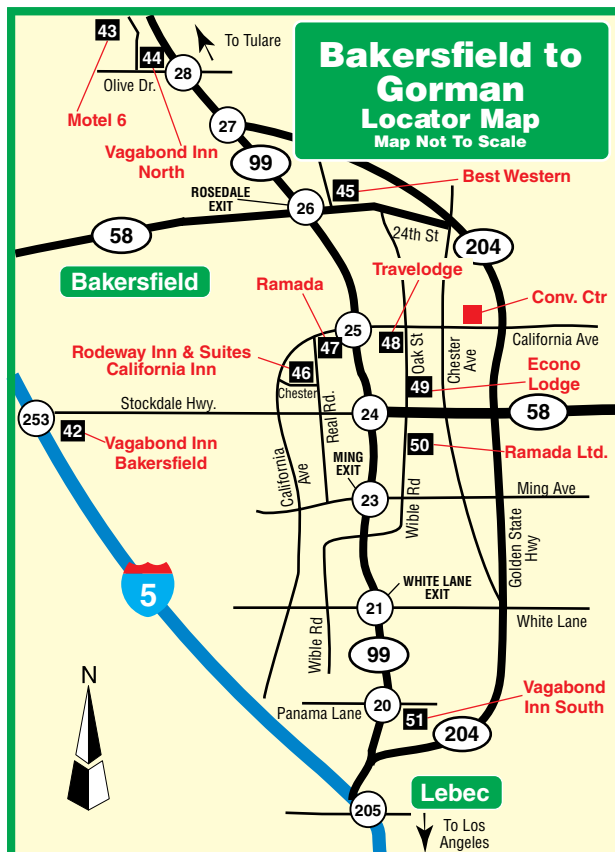 Bakersfield to
Gorman
Locator Map
Map Not To Scale
43
44
To Tulare
28
Olive Dr.
Motel 6
27
Vagabond Inn
North
99
45
Best Western
ROSEDALE
EXIT
26
58
24th St
204
Bakersfield
Ramada
Travelodge
Conv. Ctr
25
47
48
California Ave
Oak St
Chester
Ave
Rodeway Inn & Suites
California Inn
46
Chester
49
Econo
Lodge
253
Stockdale Hwy.
Real Rd.
24
58
42
Vagabond Inn
Bakersfield
50
Ramada Ltd.
California
Ave
MING
EXIT
23
Wible Rd
Ming Ave
Golden State
Hwy
5
WHITE LANE
EXIT
21
White Lane
Wible Rd
99
N
20
Panama Lane
51
Vagabond
Inn South
204
205
Lebec
To Los
Angeles